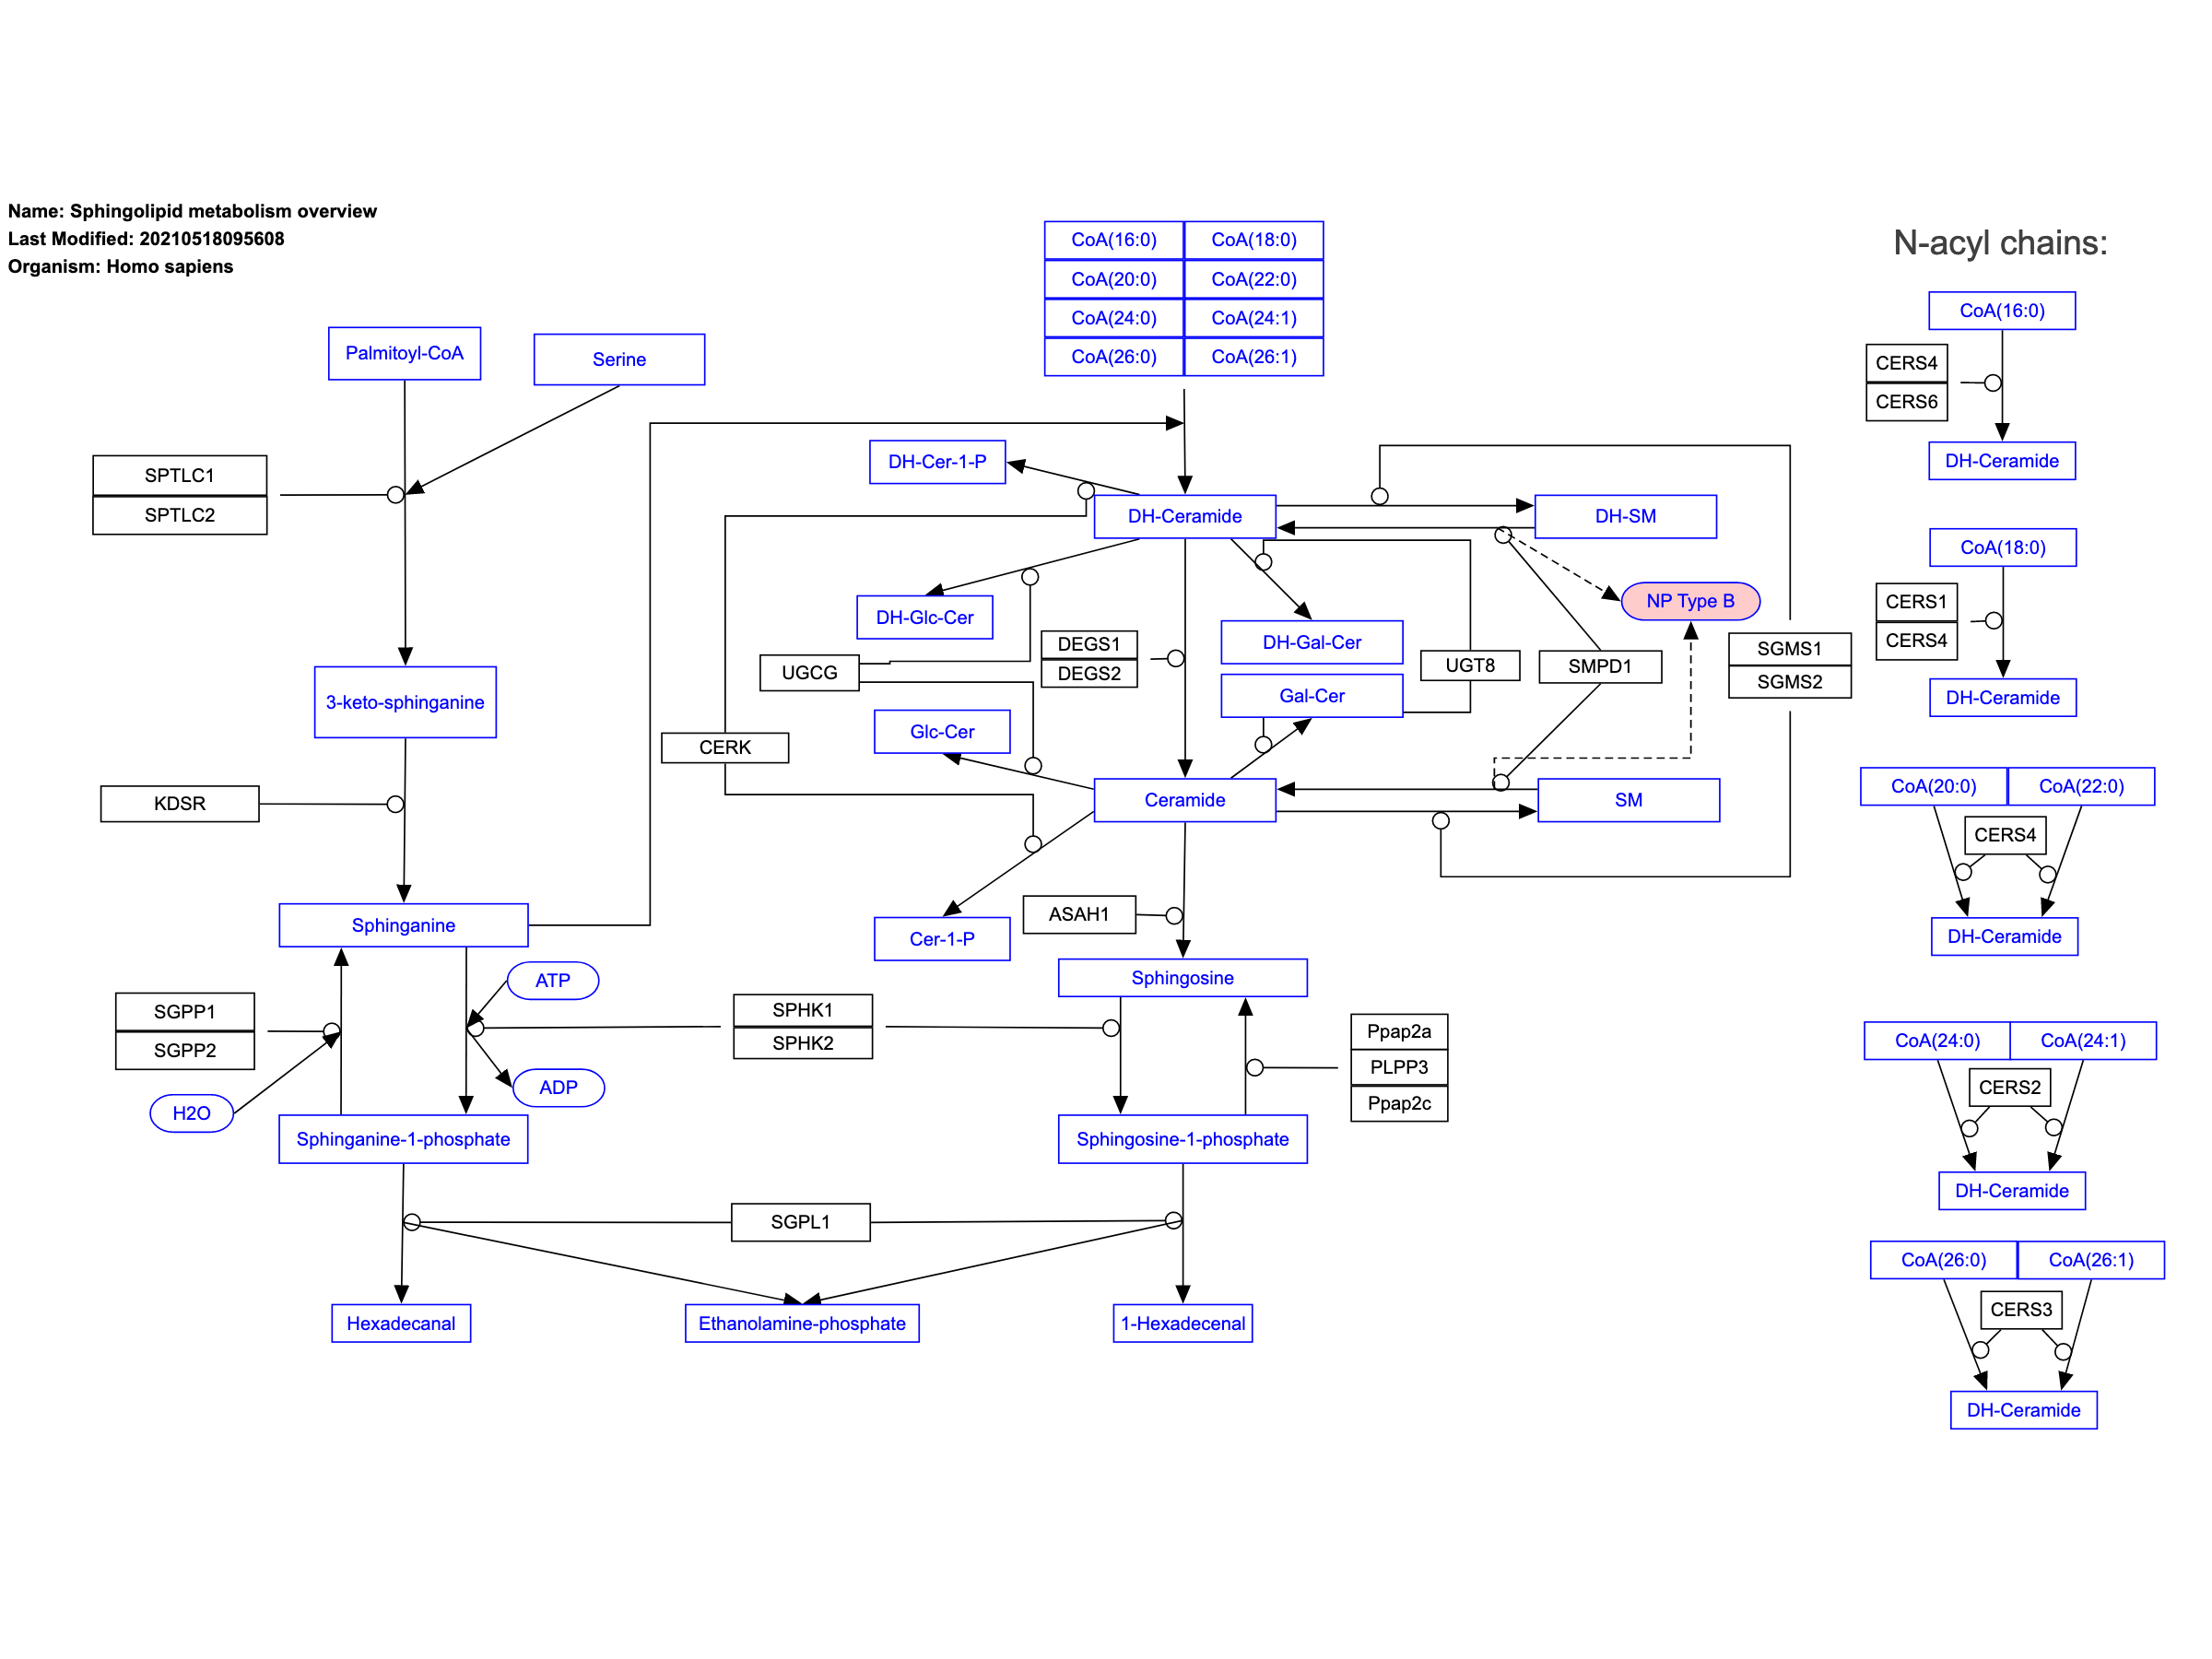 Name: Sphingolipid metabolism overview
Last Modified: 20210518095608
Organism: Homo sapiens
Palmitoyl-CoA
Serine
SPTLC1
SPTLC2
3-keto-sphinganine
KDSR
Sphinganine
ATP
SGPP1
SGPP2
H2O
ADP
Sphinganine-1-phosphate
Hexadecanal
CoA(16:0) CoA(18:0)
CoA(20:0) CoA(22:0)
CoA(24:0) CoA(24:1)
CoA(26:0) CoA(26:1)
DH-Cer-1-P
DH-Ceramide
DH-SM
DH-Glc-Cer
NP Type B
DEGS1
DEGS2
DH-Gal-Cer
UGCG
UGT8
SMPD1
SGMS1
SGMS2
Gal-Cer
Glc-Cer
CERK
Ceramide
SM
ASAH1
Cer-1-P
Sphingosine
SPHK1
SPHK2
Ppap2a
PLPP3
Ppap2c
Sphingosine-1-phosphate
SGPL1
Ethanolamine-phosphate
1-Hexadecenal
N-acyl chains:
CoA(16:0)
CERS4
CERS6
DH-Ceramide
CoA(18:0)
CERS1
CERS4
DH-Ceramide
CoA(20:0) CoA(22:0)
CERS4
DH-Ceramide
CoA(24:0) CoA(24:1)
CERS2
DH-Ceramide
CoA(26:0) CoA(26:1)
CERS3
DH-Ceramide